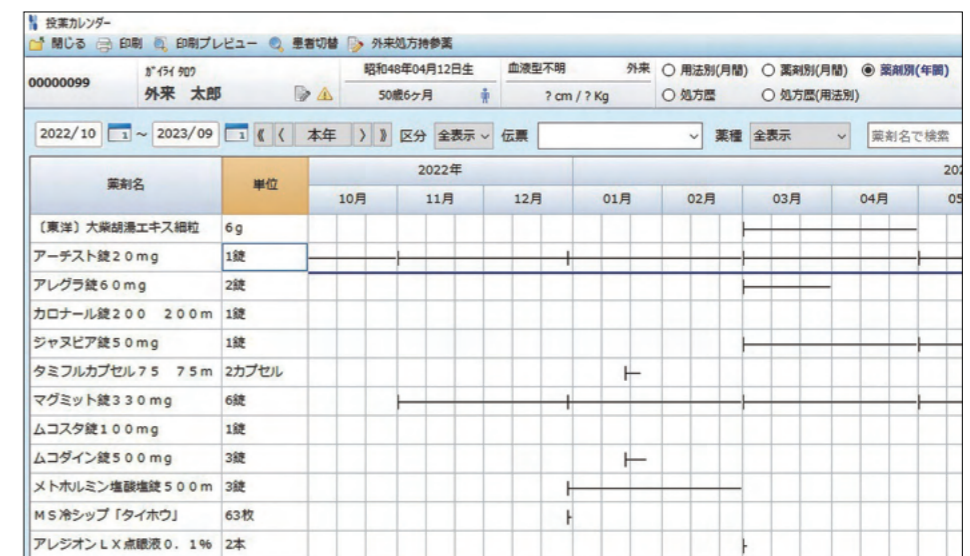 投薬カレンダー
閉じる 印刷 印刷プレビュー 患者切替 外来処方持参薬
00000099
ｶﾞｲﾗｲ ﾀﾛｳ
外来 太郎
昭和48年04月12日生
50歳6ヶ月
血液型不明 外来
? cm / ? Kg
用法別(月間) 薬剤別(月間) 薬剤別(年間)
処方歴 処方歴(用法別)
2022/10 1 ～ 2023/09 1 《 〈 本年 〉 》 区分 全表示 伝票 薬種 全表示 薬剤名で検索
薬剤名 単位 2022年 202
10月 11月 12月 01月 02月 03月 04月 05
〔東洋〕大柴胡湯エキス細粒 6g
アーチスト錠２０ｍｇ 1錠
アレグラ錠６０ｍｇ 2錠
カロナール錠２００　２００ｍ 1錠
ジャヌビア錠５０ｍｇ 1錠
タミフルカプセル７５　７５ｍ 2カプセル
マグミット錠３３０ｍｇ 6錠
ムコスタ錠１００ｍｇ 1錠
ムコダイン錠５００ｍｇ 3錠
メトホルミン塩酸塩錠５００ｍ 3錠
ＭＳ冷シップ「タイホウ」 63枚
アレジオンＬＸ点眼液０．１％ 2本